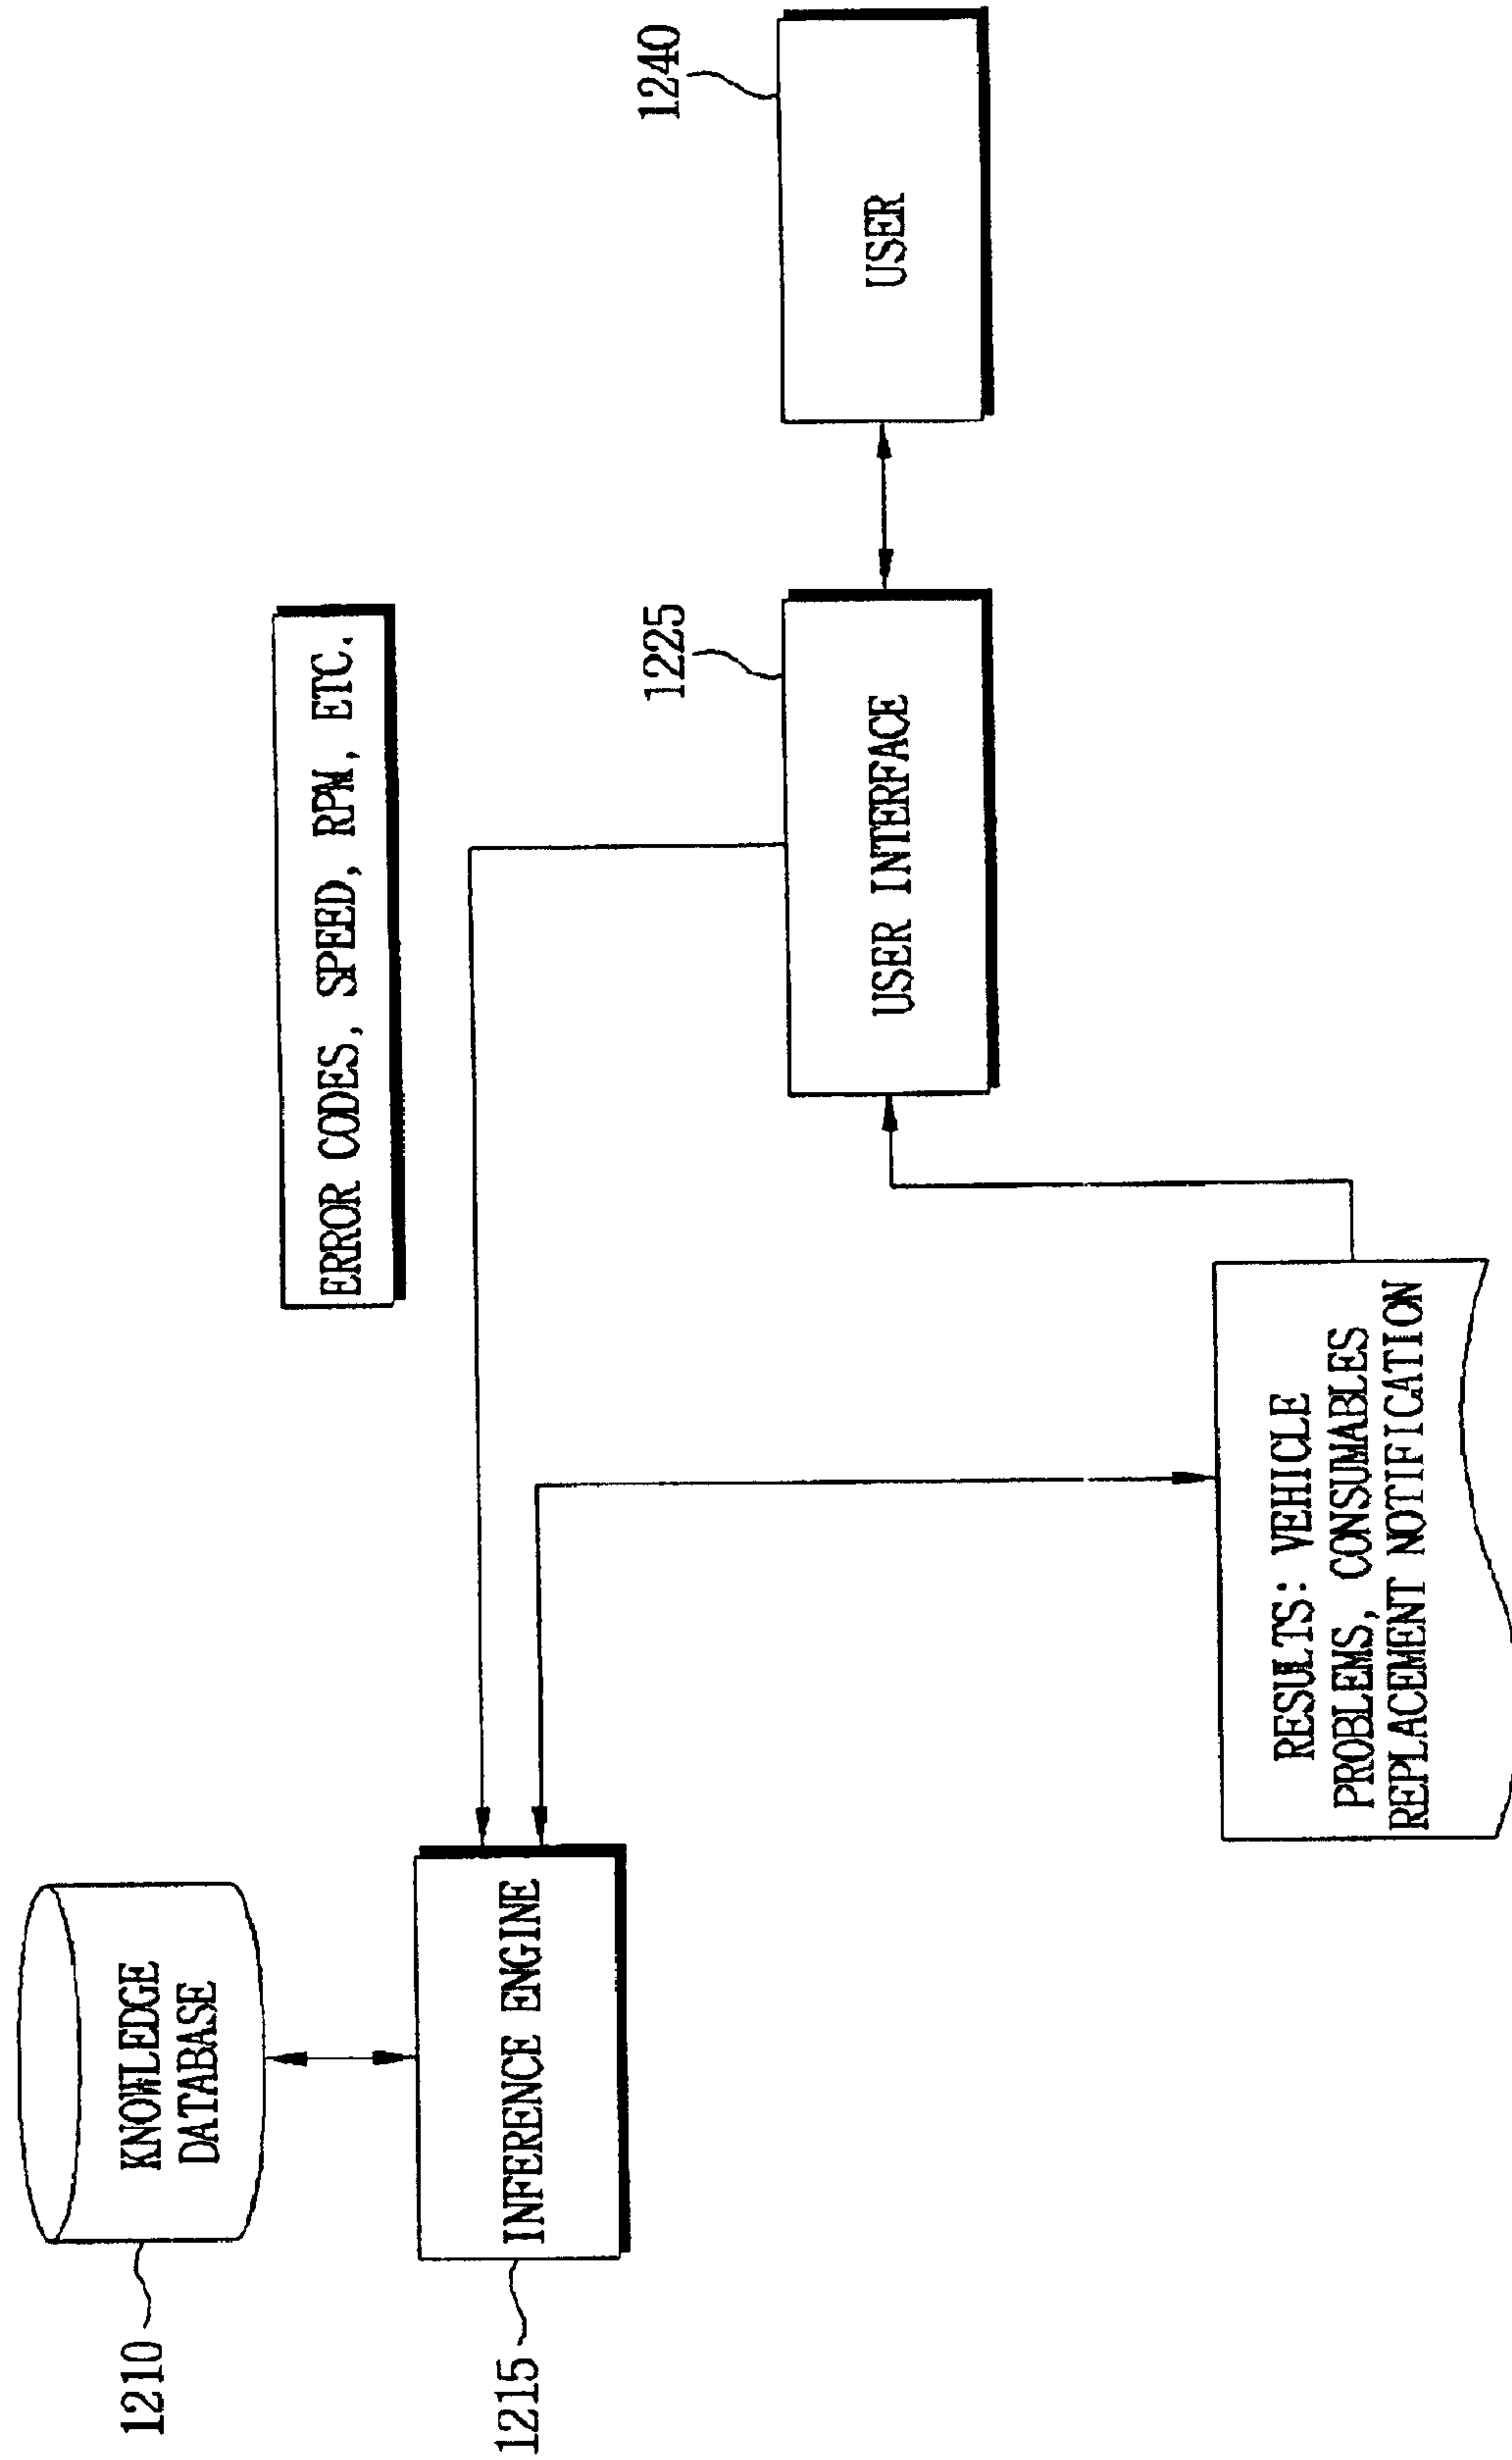 1210
KNOWLEDGE
DATABASE
ERROR CODES, SPEED, RPM, ETC.
1215
INFERENCE ENGINE
1225
1240
USER INTERFACE
USER
RESULTS: VEHICLE
PROBLEMS, CONSUMABLES
REPLACEMENT NOTIFICATION